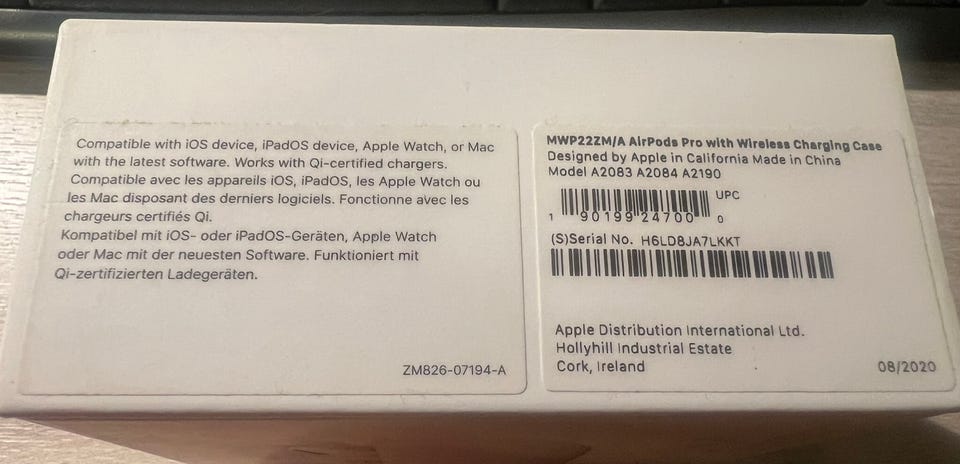 Compatible with iOS device, iPadOS device, Apple Watch, or Mac
with the latest software. Works with Qi-certified chargers.
Compatible avec les appareils iOS, iPadOS, les Apple Watch ou
les Mac disposant des derniers logiciels. Fonctionne avec les
chargeurs certifiés Qi.
Kompatibel mit iOS- oder iPadOS-Geräten, Apple Watch
oder Mac mit der neuesten Software. Funktioniert mit
Qi-zertifizierten Ladegeräten.
ZM826-07194-A
MWP22ZM/A AirPods Pro with Wireless Charging Case
Designed by Apple in California Made in China
Model A2083 A2084 A2190
UPC
1 90199 24700 0
(S)Serial No. H6LD8JA7LKKT
Apple Distribution International Ltd.
Hollyhill Industrial Estate
Cork, Ireland
08/2020